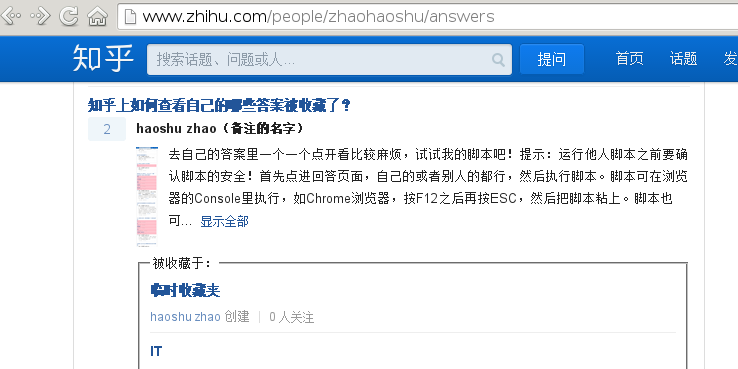 www.zhihu.com/people/zhaohaoshu/answers
知乎
搜索话题、问题或人...
提问
首页
话题
发
知乎上如何查看自己的哪些答案被收藏了？
2
haoshu zhao（备注的名字）
去自己的答案里一个一个点开看比较麻烦，试试我的脚本吧！提示：运行他人脚本之前要确
认脚本的安全！首先点进回答页面，自己的或者别人的都行，然后执行脚本。脚本可在浏览
器的Console里执行，如Chrome浏览器，按F12之后再按ESC，然后把脚本粘上。脚本也
可... 显示全部
被收藏于：
临时收藏夹
haoshu zhao 创建 | 0 人关注
IT